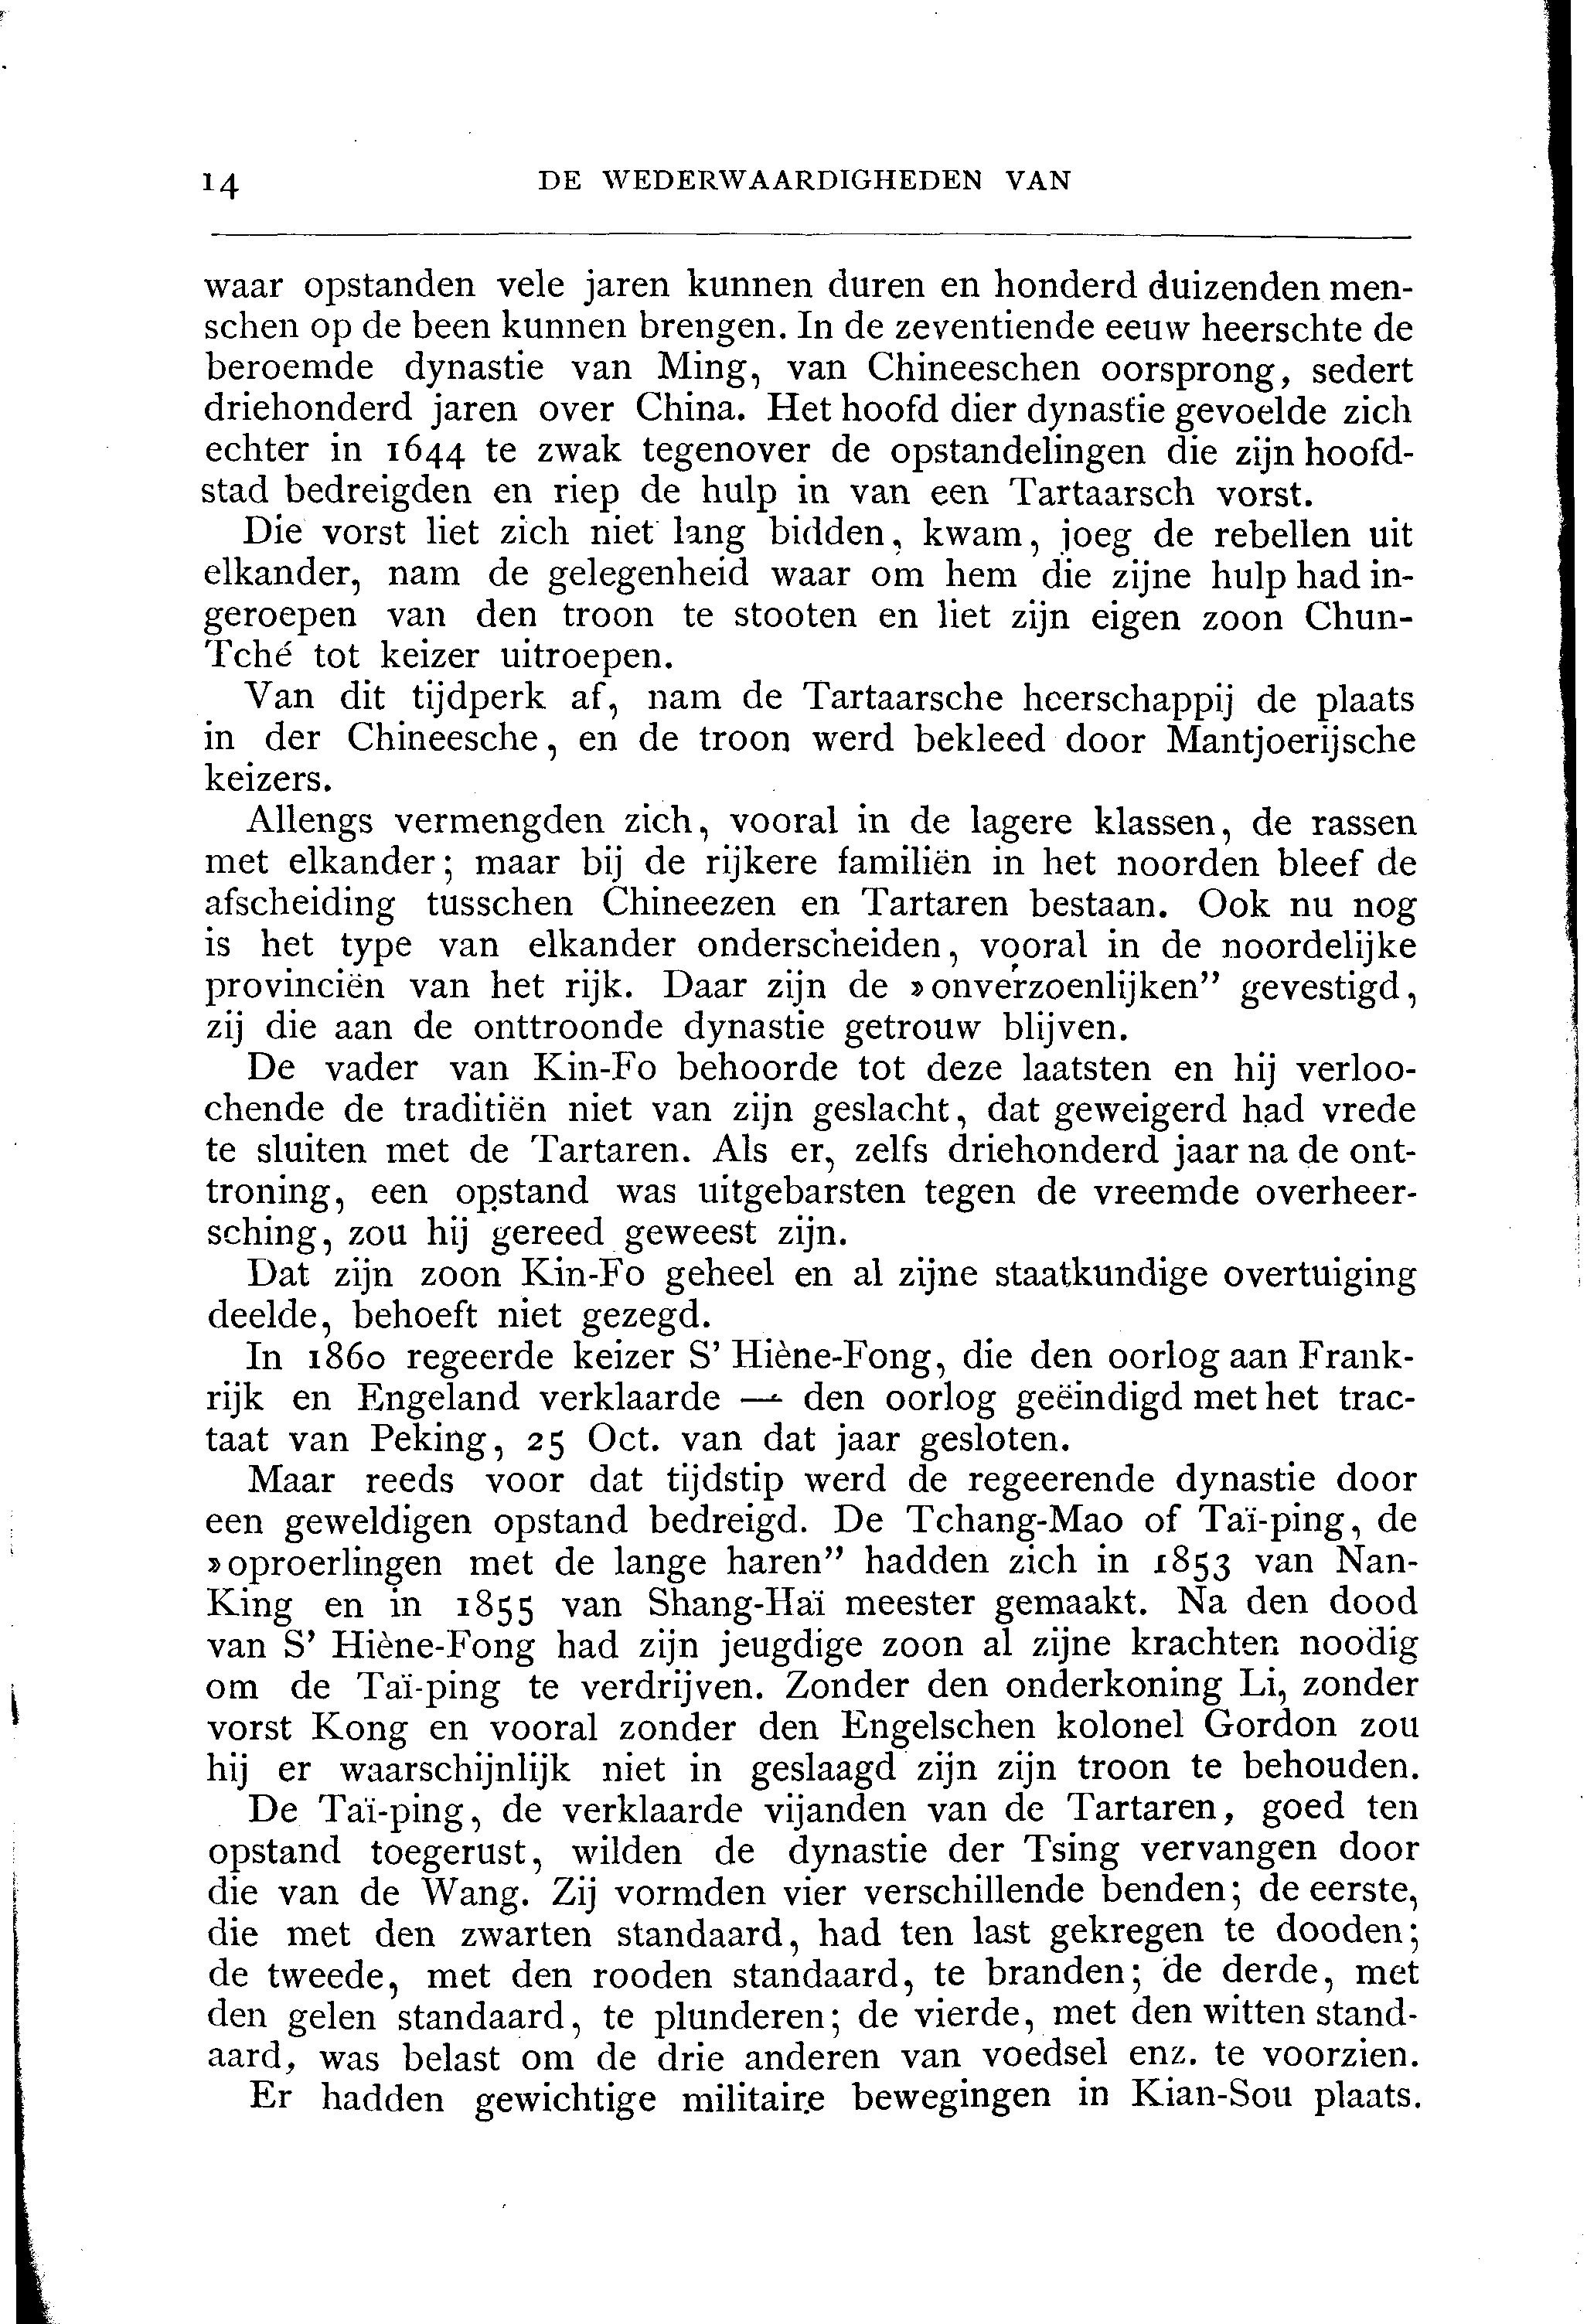 14 DE WEDERWAARDIGHEDEN VAN
waar opstanden vele jaren kunnen duren en honderd duizenden men-
schen op de been kunnen brengen. In de zeventiende eeuw heerschte de
beroemde dynastie van Ming, van Chineeschen oorsprong, sedert
driehonderd jaren over China. Het hoofd dier dynastie gevoelde zich
echter in 1644 te zwak tegenover de opstandelingen die zijn hoofd-
stad bedreigden en riep de hulp in van een Tartaarsch vorst.
Die vorst liet zich niet lang bidden, kwam, joeg de rebellen uit
elkander, nam de gelegenheid waar om hem die zijne hulp had in-
geroepen van den troon te stooten en liet zijn eigen zoon Chun-
Tché tot keizer uitroepen.
Van dit tijdperk af, nam de Tartaarsche heerschappij de plaats
in der Chineesche, en de troon werd bekleed door Mantjoerijsche
keizers.
Allengs vermengden zich, vooral in de lagere klassen, de rassen
met elkander; maar bij de rijkere familiën in het noorden bleef de
afscheiding tusschen Chineezen en Tartaren bestaan. Ook nu nog
is het type van elkander onderscheiden, vooral in de noordelijke
provinciën van het rijk. Daar zijn de »onverzoenlijken” gevestigd,
zij die aan de onttroonde dynastie getrouw blijven.
De vader van Kin-Fo behoorde tot deze laatsten en hij verloo-
chende de traditiën niet van zijn geslacht, dat geweigerd had vrede
te sluiten met de Tartaren. Als er, zelfs driehonderd jaar na de ont-
troning, een opstand was uitgebarsten tegen de vreemde overheer-
sching, zou hij gereed geweest zijn.
Dat zijn zoon Kin-Fo geheel en al zijne staatkundige overtuiging
deelde, behoeft niet gezegd.
In 1860 regeerde keizer S’ Hiène-Fong, die den oorlog aan Frank-
rijk en Engeland verklaarde — den oorlog geëindigd met het trac-
taat van Peking, 25 Oct. van dat jaar gesloten.
Maar reeds voor dat tijdstip werd de regeerende dynastie door
een geweldigen opstand bedreigd. De Tchang-Mao of Taï-ping, de
»oproerlingen met de lange haren” hadden zich in 1853 van Nan-
King en in 1855 van Shang-Haï meester gemaakt. Na den dood
van S’ Hiène-Fong had zijn jeugdige zoon al zijne krachten noodig
om de Taï-ping te verdrijven. Zonder den onderkoning Li, zonder
vorst Kong en vooral zonder den Engelschen kolonel Gordon zou
hij er waarschijnlijk niet in geslaagd zijn zijn troon te behouden.
De Taï-ping, de verklaarde vijanden van de Tartaren, goed ten
opstand toegerust, wilden de dynastie der Tsing vervangen door
die van de Wang. Zij vormden vier verschillende benden; de eerste,
die met den zwarten standaard, had ten last gekregen te dooden;
de tweede, met den rooden standaard, te branden; de derde, met
den gelen standaard, te plunderen; de vierde, met den witten stand-
aard, was belast om de drie anderen van voedsel enz. te voorzien.
Er hadden gewichtige militaire bewegingen in Kian-Sou plaats.